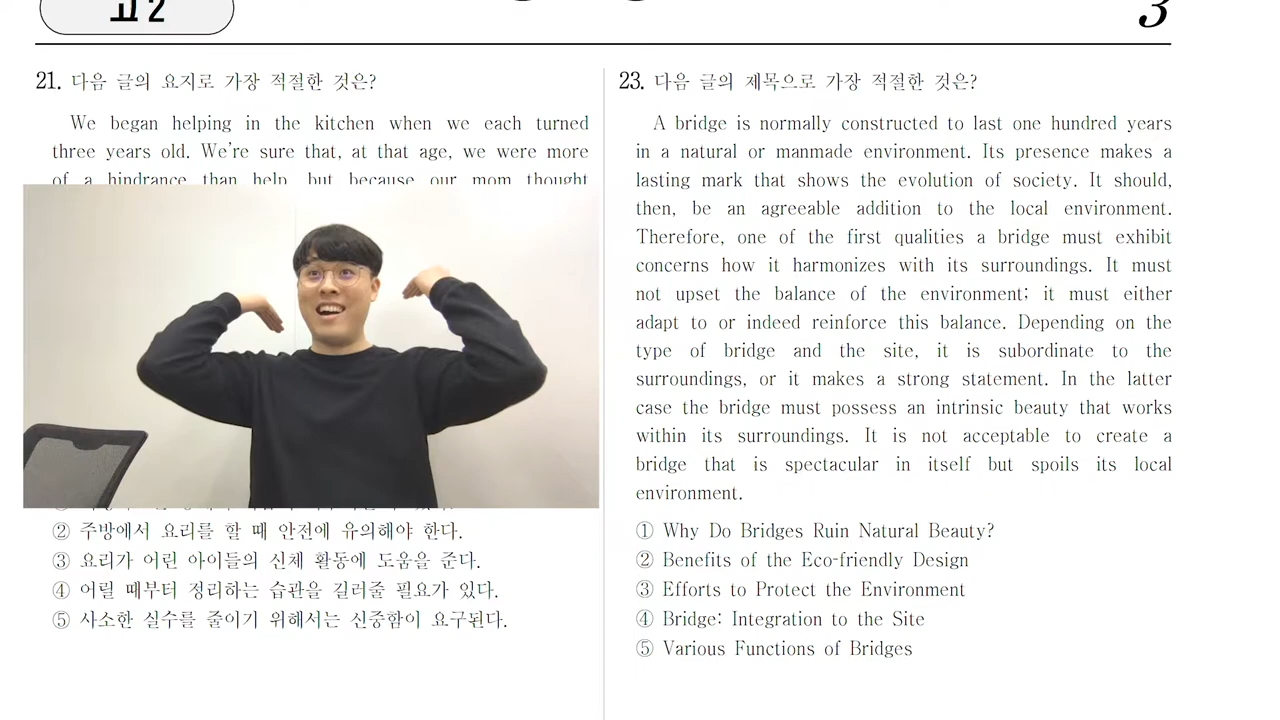 고2
3
21. 다음 글의 요지로 가장 적절한 것은?
We began helping in the kitchen when we each turned
three years old. We're sure that, at that age, we were more
of a hindrance than help, but because our mom thought
② 주방에서 요리를 할 때 안전에 유의해야 한다.
③ 요리가 어린 아이들의 신체 활동에 도움을 준다.
④ 어릴 때부터 정리하는 습관을 길러줄 필요가 있다.
⑤ 사소한 실수를 줄이기 위해서는 신중함이 요구된다.
23. 다음 글의 제목으로 가장 적절한 것은?
A bridge is normally constructed to last one hundred years
in a natural or manmade environment. Its presence makes a
lasting mark that shows the evolution of society. It should,
then, be an agreeable addition to the local environment.
Therefore, one of the first qualities a bridge must exhibit
concerns how it harmonizes with its surroundings. It must
not upset the balance of the environment; it must either
adapt to or indeed reinforce this balance. Depending on the
type of bridge and the site, it is subordinate to the
surroundings, or it makes a strong statement. In the latter
case the bridge must possess an intrinsic beauty that works
within its surroundings. It is not acceptable to create a
bridge that is spectacular in itself but spoils its local
environment.
① Why Do Bridges Ruin Natural Beauty?
② Benefits of the Eco-friendly Design
③ Efforts to Protect the Environment
④ Bridge: Integration to the Site
⑤ Various Functions of Bridges